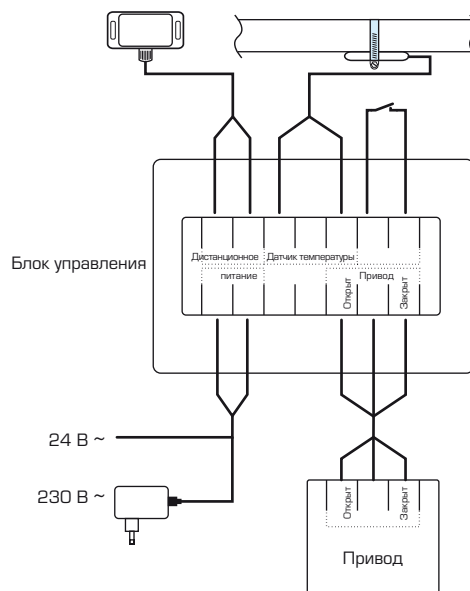 Блок управления
Дистанционное
Датчик температуры
питание
Привод
Открыт
Закрыт
24 В ~
230 В ~
Открыт
Закрыт
Привод